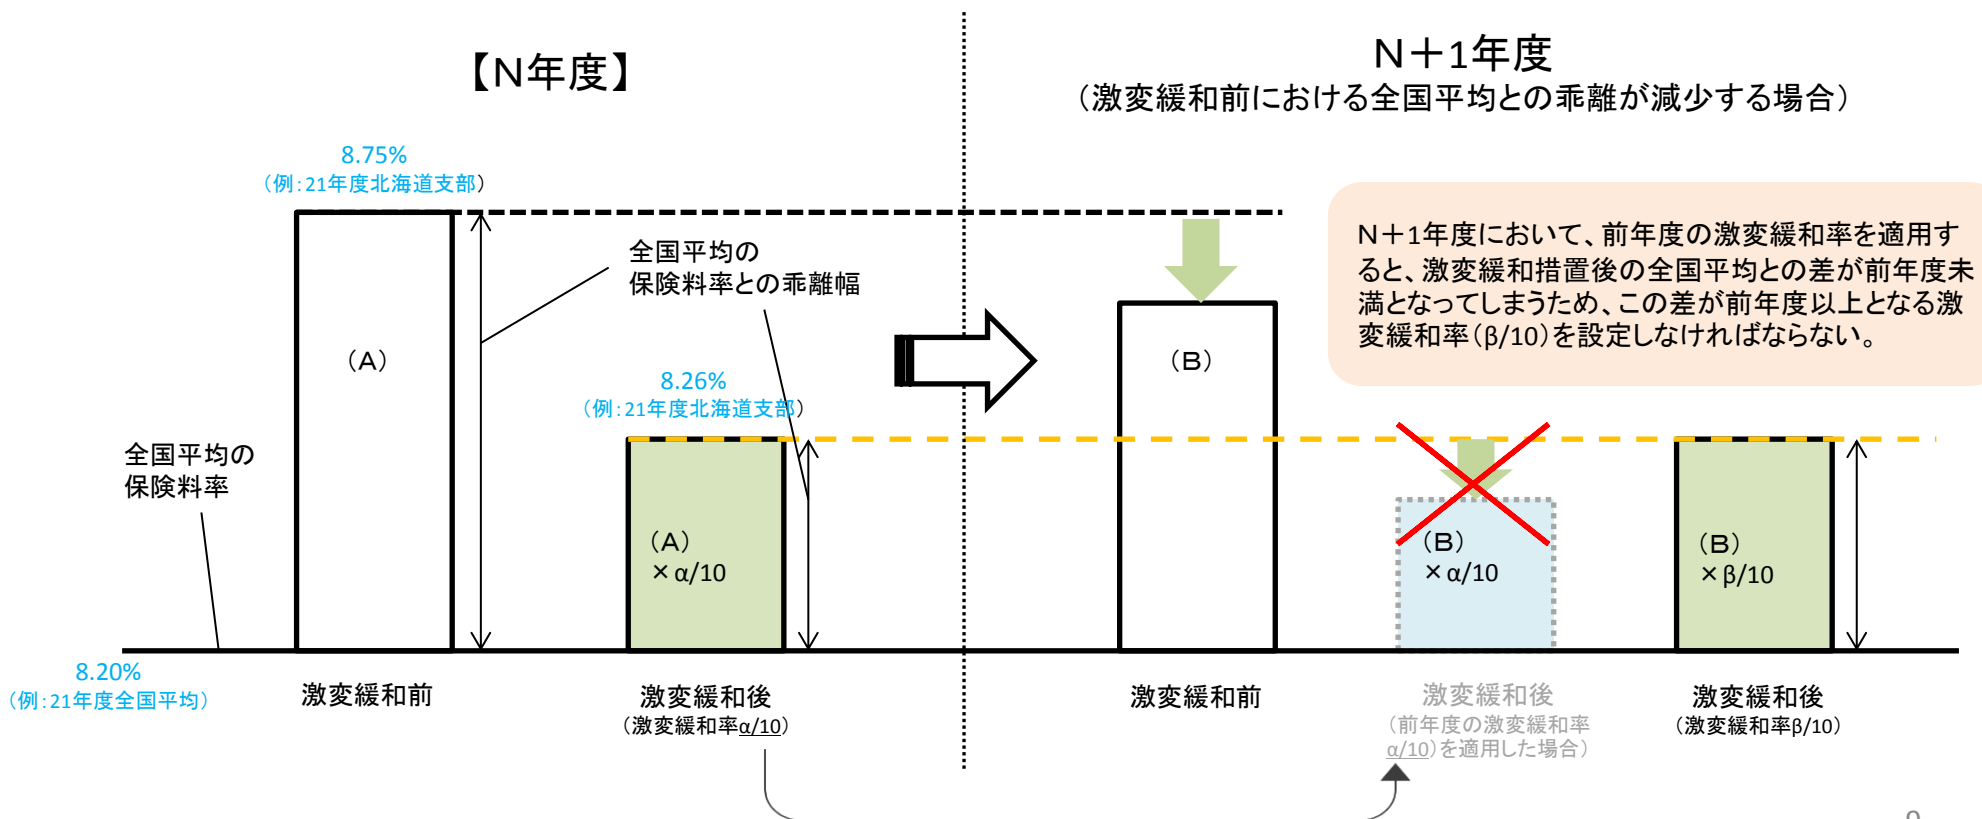 【N年度】
N＋1年度
（激変緩和前における全国平均との乖離が減少する場合）
8.75%
（例：21年度北海道支部）
全国平均の
保険料率との乖離幅
N＋1年度において、前年度の激変緩和率を適用す
ると、激変緩和措置後の全国平均との差が前年度未
満となってしまうため、この差が前年度以上となる激
変緩和率（β/10）を設定しなければならない。
（A）
（B）
8.26%
（例：21年度北海道支部）
全国平均の
保険料率
（A）
×α/10
（B）
×α/10
（B）
×β/10
8.20%
（例：21年度全国平均）
激変緩和前
激変緩和後
（激変緩和率α/10）
激変緩和前
激変緩和後
（前年度の激変緩和率
α/10）を適用した場合）
激変緩和後
（激変緩和率β/10）